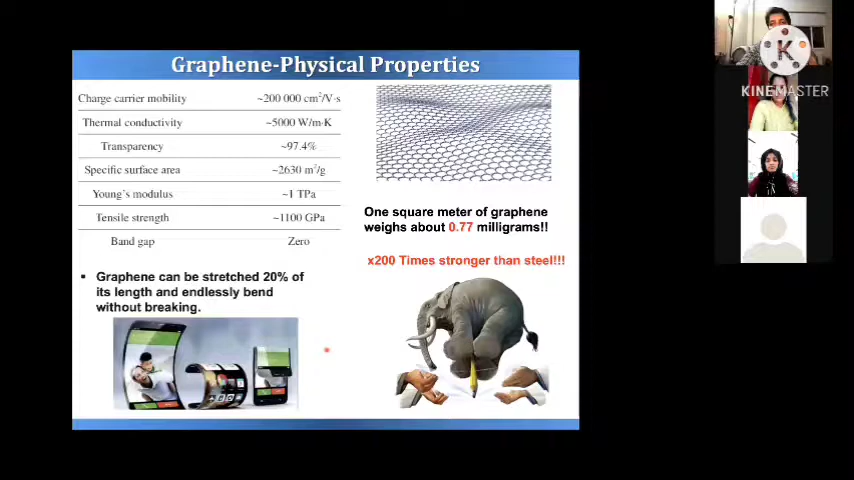 Graphene-Physical Properties
Charge carrier mobility ~200 000 cm²/V·s
Thermal conductivity ~5000 W/m·K
Transparency ~97.4%
Specific surface area ~2630 m²/g
Young's modulus ~1 TPa
Tensile strength ~1100 GPa
Band gap Zero
▪ Graphene can be stretched 20% of
its length and endlessly bend
without breaking.
One square meter of graphene
weighs about 0.77 milligrams!!
x200 Times stronger than steel!!!
K
KINEMASTER